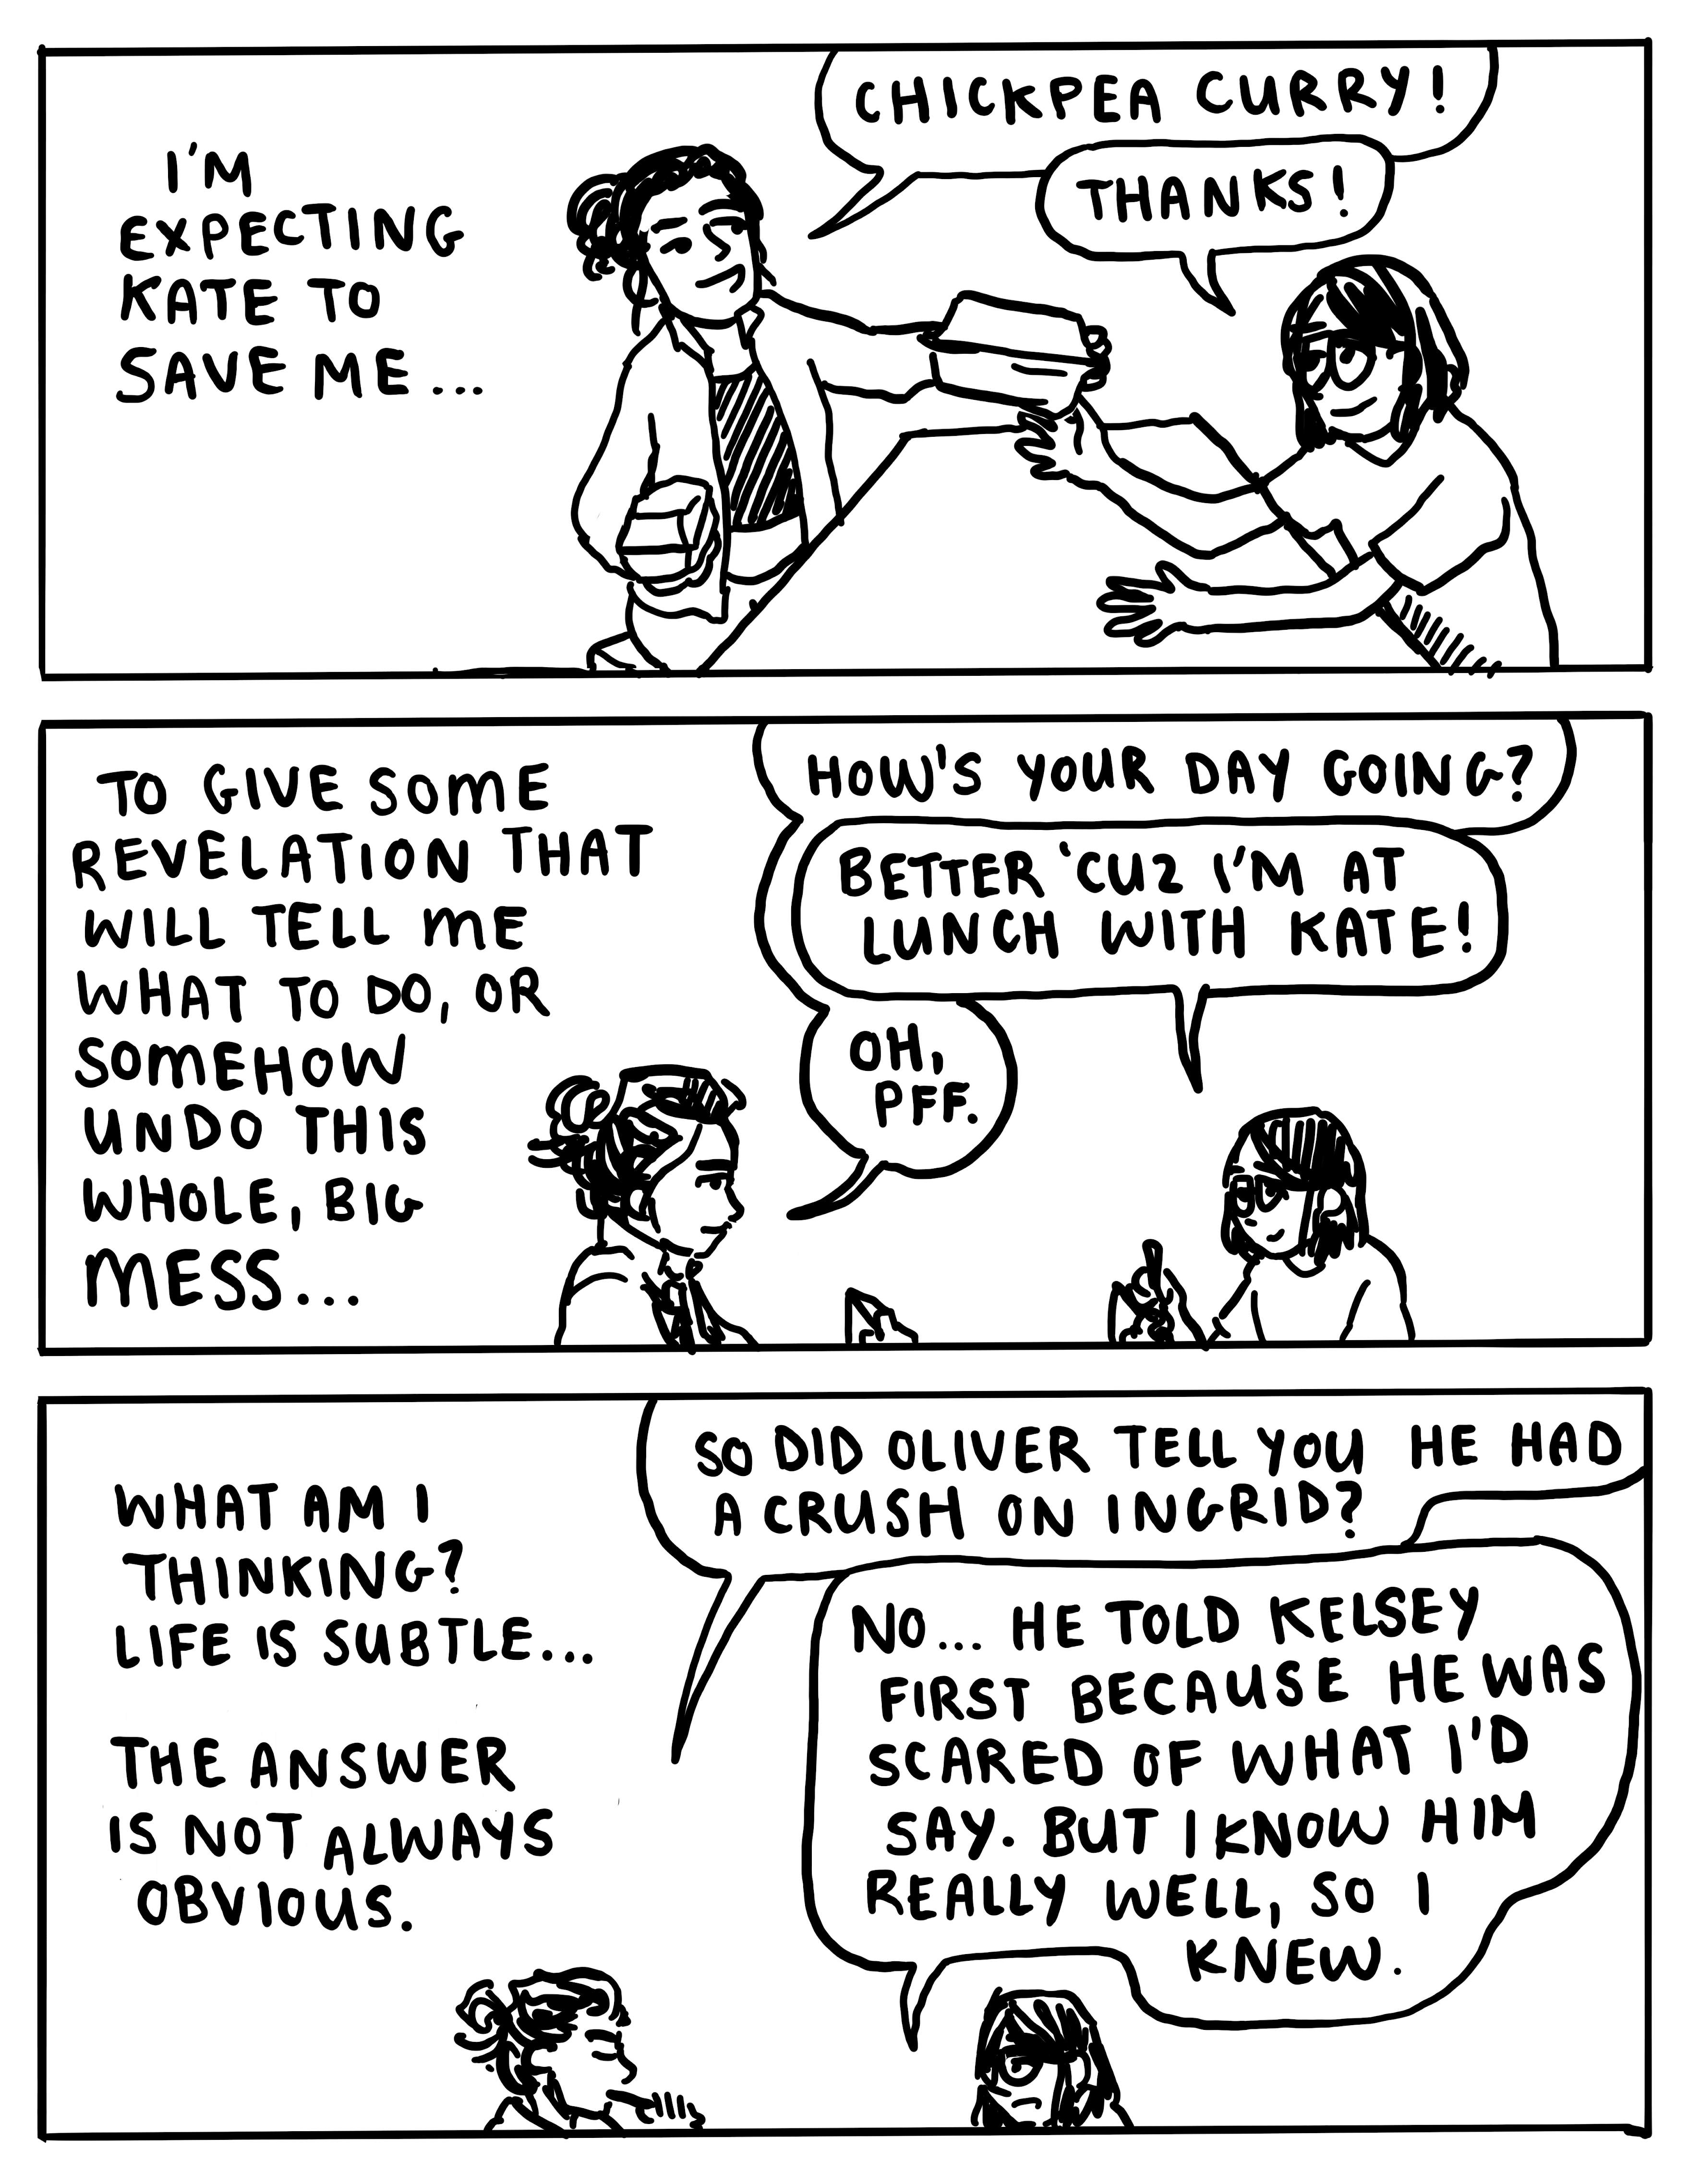 I'M
EXPECTING
KATE TO
SAVE ME...
CHICKPEA CURRY!
THANKS!
TO GIVE SOME
REVELATION THAT
WILL TELL ME
WHAT TO DO, OR
SOMEHOW
UNDO THIS
WHOLE, BIG
MESS...
HOW'S YOUR DAY GOING?
BETTER 'CUZ I'M AT
LUNCH WITH KATE!
OH,
PFF.
WHAT AM I
THINKING?
LIFE IS SUBTLE...
THE ANSWER
IS NOT ALWAYS
OBVIOUS.
SO DID OLIVER TELL YOU HE HAD
A CRUSH ON INGRID?
NO... HE TOLD KELSEY
FIRST BECAUSE HE WAS
SCARED OF WHAT I'D
SAY. BUT I KNOW HIM
REALLY WELL, SO I
KNEW.